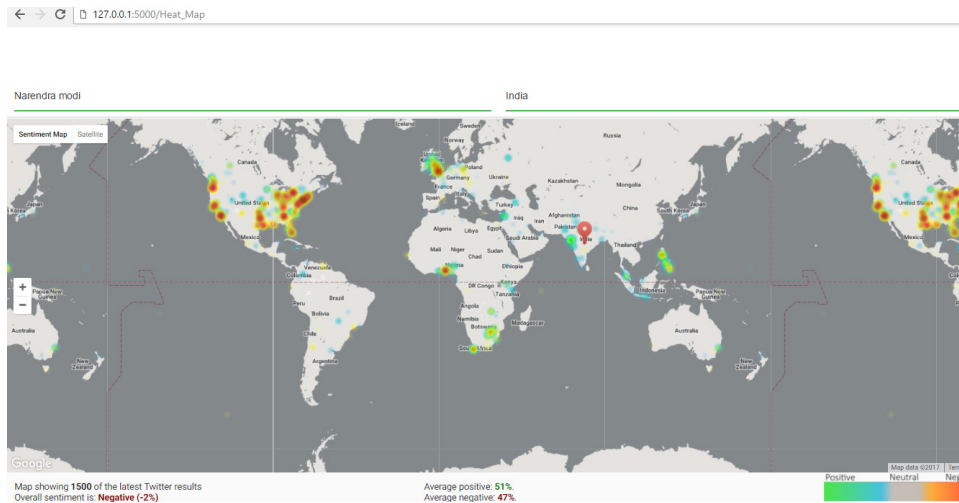 127.0.0.1:5000/Heat_Map
Narendra modi
India
Sentiment Map Satellite
Iceland
Sweden
Norway
Russia
Canada
United Kingdom
Poland
Germany
Ukraine
France
Kazakhstan
Mongolia
Italy
Spain
Turkey
United States
Japan
South Korea
China
Afghanistan
Iraq
Iran
Pakistan
Algeria
Libya
Egypt
Saudi Arabia
India
Mexico
Mali
Niger
Sudan
Chad
Thailand
Nigeria
Ethiopia
Venezuela
Colombia
Kenya
DR Congo
Indonesia
Papua New
Guinea
Tanzania
Peru
Brazil
Angola
Bolivia
Namibia
Botswana
Madagascar
Chile
Australia
South Africa
Argentina
New
Zealand
Canada
United States
Mexico
Japan
Papua New
Guinea
Australia
New
Zealand
+
−
Google
Map data ©2017
Map showing 1500 of the latest Twitter results
Overall sentiment is: Negative (-2%)
Average positive: 51%.
Average negative: 47%.
Positive Neutral